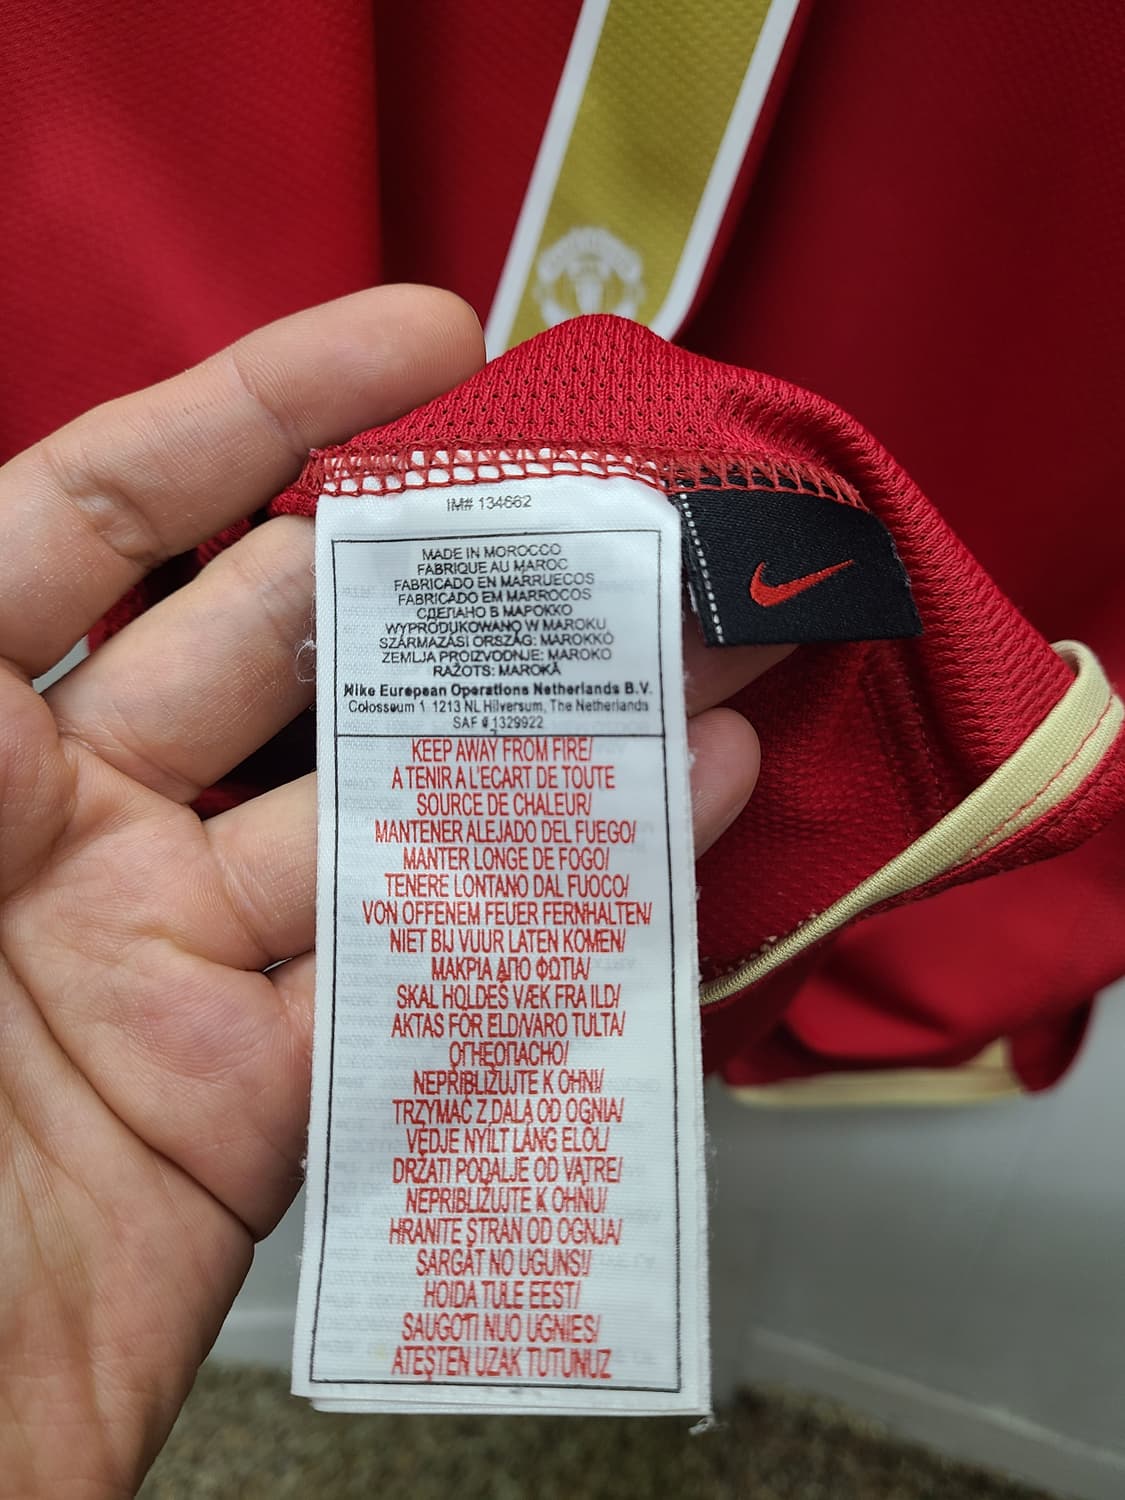 IM# 134662
MADE IN MOROCCO
FABRIQUE AU MAROC
FABRICADO EN MARRUECOS
FABRICADO EM MARROCOS
СДЕЛАНО В МАРОККО
WYPRODUKOWANO W MAROKU
SZÁRMAZÁSI ORSZÁG: MAROKKÓ
ZEMLJA PROIZVODNJE: MAROKO
RAŽOTS: MAROKĀ
Nike European Operations Netherlands B.V.
Colosseum 1 1213 NL Hilversum, The Netherlands
SAF # 1329922
KEEP AWAY FROM FIRE/
A TENIR A L'ECART DE TOUTE
SOURCE DE CHALEUR/
MANTENER ALEJADO DEL FUEGO/
MANTER LONGE DE FOGO/
TENERE LONTANO DAL FUOCO/
VON OFFENEM FEUER FERNHALTEN/
NIET BIJ VUUR LATEN KOMEN/
ΜΑΚΡΙΑ ΑΠΟ ΦΩΤΙΑ/
SKAL HOLDES VÆK FRA ILD/
AKTAS FÖR ELD/VARO TULTA/
ОГНЕОПАСНО/
NEPŘIBLIŽUJTE K OHNI/
TRZYMAĆ Z DALA OD OGNIA/
VÉDJE NYÍLT LÁNG ELŐL/
DRŽATI PODALJE OD VATRE/
NEPRIBLIŽUJTE K OHŇU/
HRANITE STRAN OD OGNJA/
SARGĀT NO UGUNS!/
HOIDA TULE EEST/
SAUGOTI NUO UGNIES/
ATEŞTEN UZAK TUTUNUZ